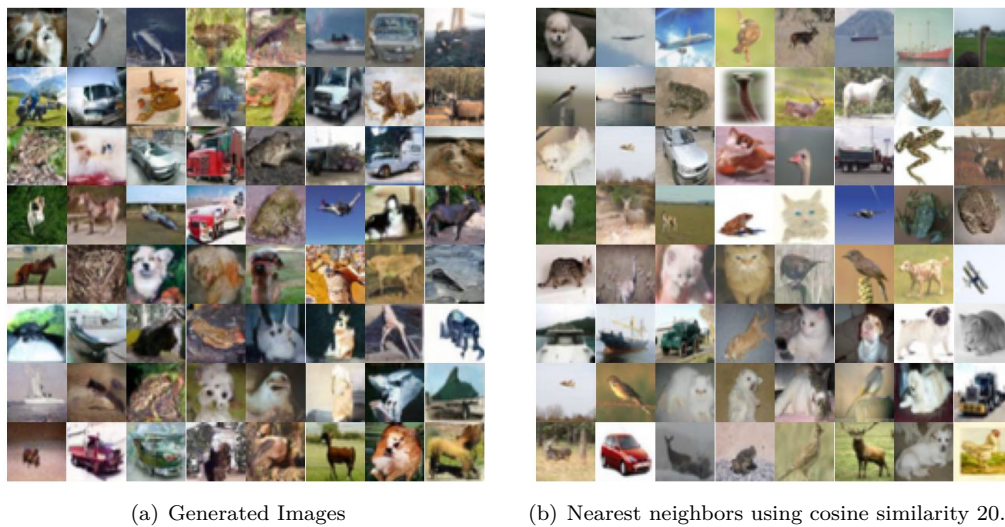 (a) Generated Images
(b) Nearest neighbors using cosine similarity 20.